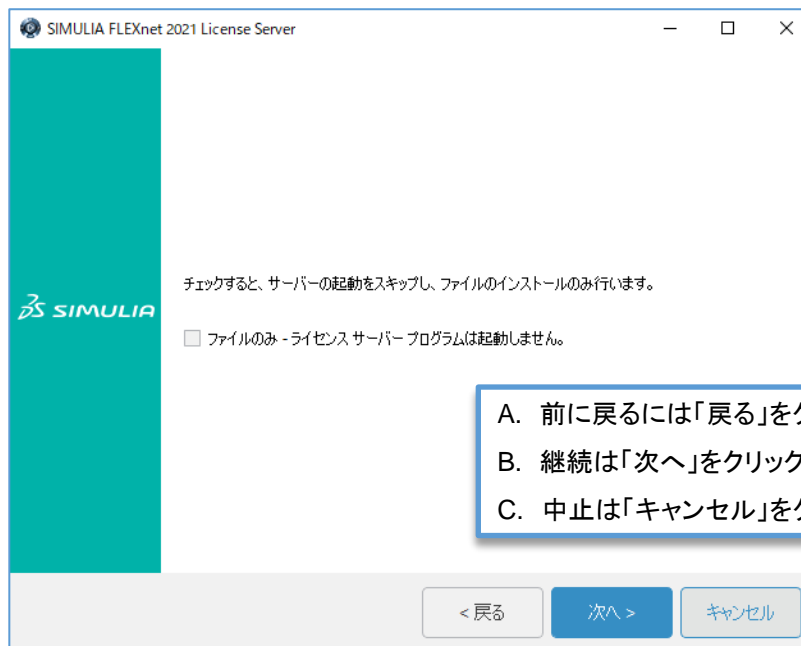 SIMULIA FLEXnet 2021 License Server
チェックすると、サーバーの起動をスキップし、ファイルのインストールのみ行います。
3DS SIMULIA
ファイルのみ - ライセンス サーバー プログラムは起動しません。
A. 前に戻るには「戻る」を
B. 継続は「次へ」をクリック
C. 中止は「キャンセル」を
< 戻る
次へ >
キャンセル